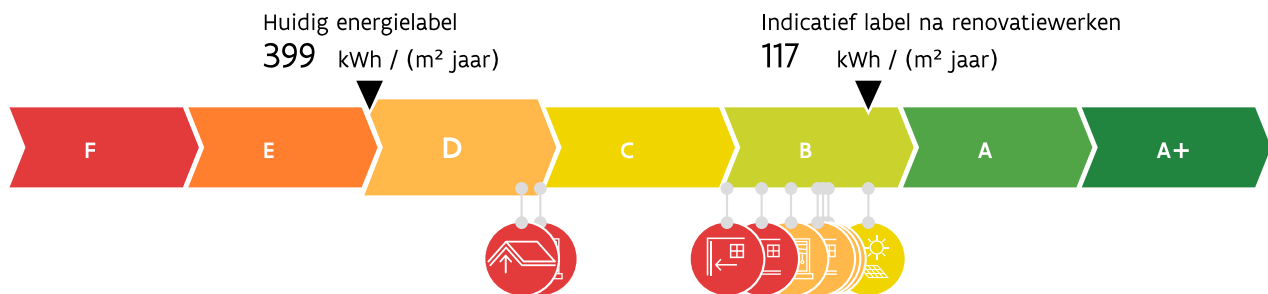 Huidig energielabel
399 kWh / (m² jaar)
Indicatief label na renovatiewerken
117 kWh / (m² jaar)
F E D C B A A+